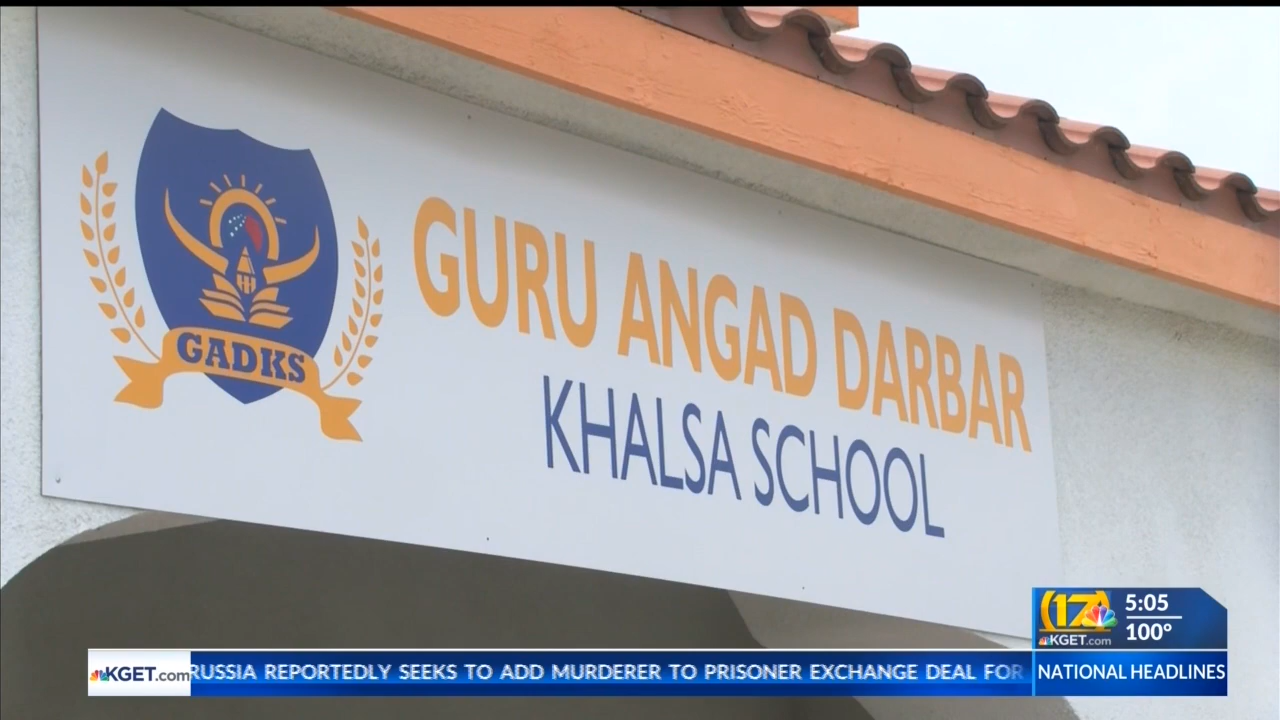 GADKS
GURU ANGAD DARBAR
KHALSA SCHOOL
17
KGET.com
5:05
100°
KGET.com
RUSSIA REPORTEDLY SEEKS TO ADD MURDERER TO PRISONER EXCHANGE DEAL FOR
NATIONAL HEADLINES